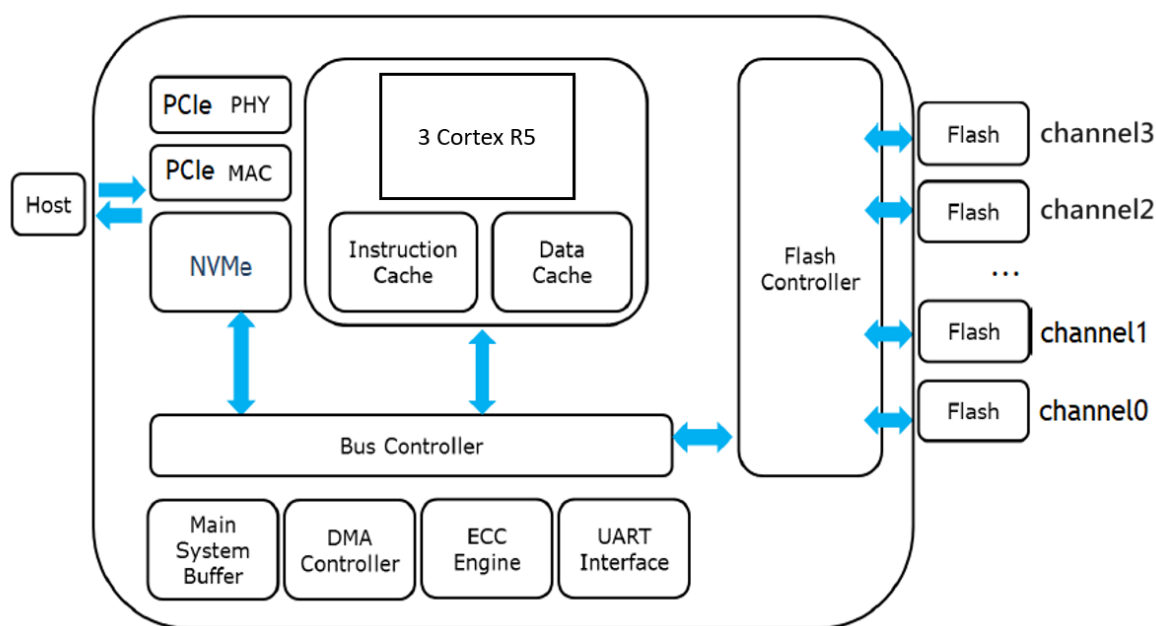 PCIe PHY
PCIe MAC
NVMe
Host
3 Cortex R5
Instruction
Cache
Data
Cache
Flash
Controller
Flash
channel3
Flash
channel2
...
Flash
channel1
Flash
channel0
Bus Controller
Main
System
Buffer
DMA
Controller
ECC
Engine
UART
Interface